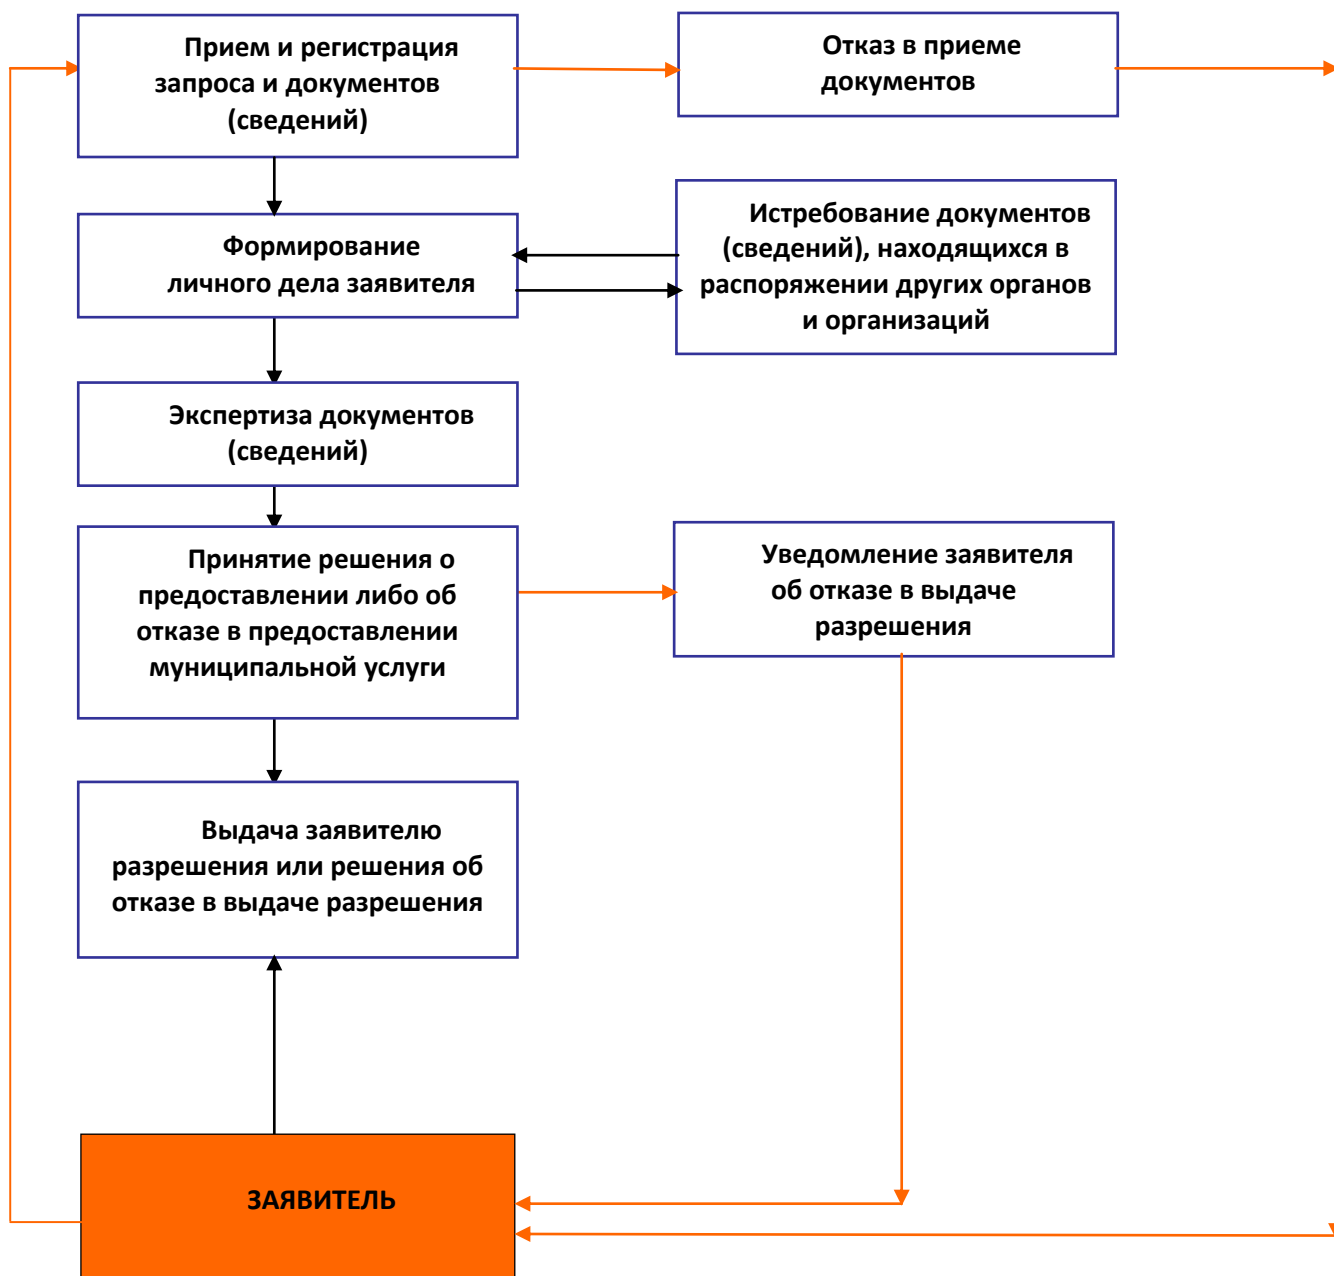 Прием и регистрация
запроса и документов
(сведений)
Отказ в приеме
документов
Формирование
личного дела заявителя
Истребование документов
(сведений), находящихся в
распоряжении других органов
и организаций
Экспертиза документов
(сведений)
Принятие решения о
предоставлении либо об
отказе в предоставлении
муниципальной услуги
Уведомление заявителя
об отказе в выдаче
разрешения
Выдача заявителю
разрешения или решения об
отказе в выдаче разрешения
ЗАЯВИТЕЛЬ